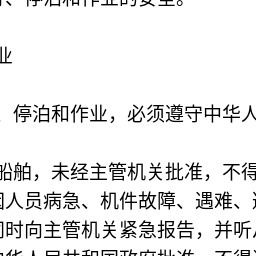 、停泊和作业的安全。
业
、停泊和作业，必须遵守中华人
船舶，未经主管机关批准，不得
国人员病急、机件故障、遇难、
同时向主管机关紧急报告，并听